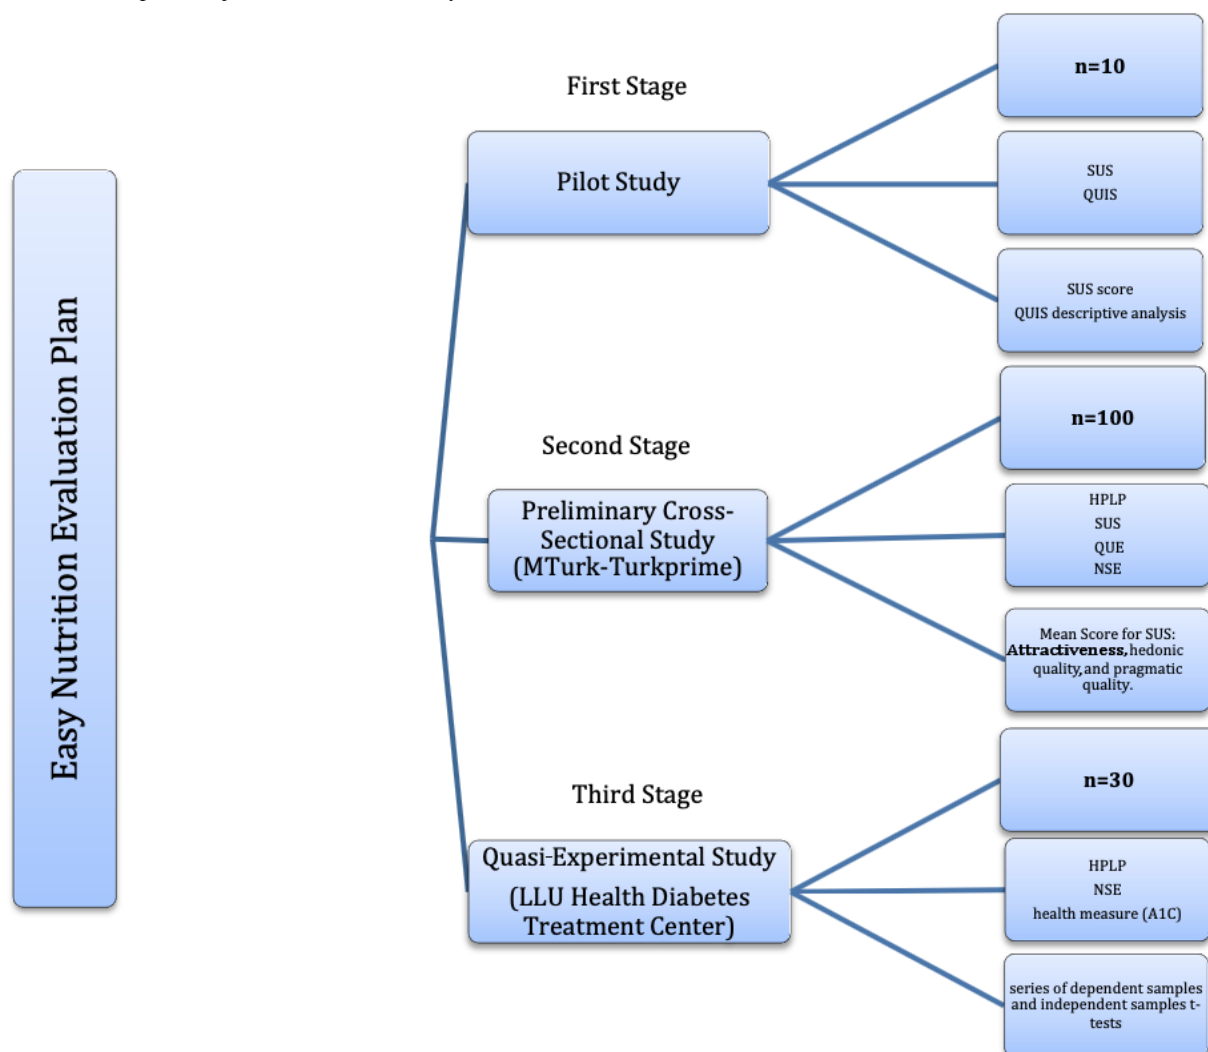 Easy Nutrition Evaluation Plan
First Stage
Pilot Study
n=10
SUS
QUIS
SUS score
QUIS descriptive analysis
Second Stage
Preliminary Cross-
Sectional Study
(MTurk-Turkprime)
n=100
HPLP
SUS
QUE
NSE
Mean Score for SUS:
Attractiveness, hedonic
quality, and pragmatic
quality.
Third Stage
Quasi-Experimental Study
(LLU Health Diabetes
Treatment Center)
n=30
HPLP
NSE
health measure (A1C)
series of dependent samples
and independent samples t-
tests